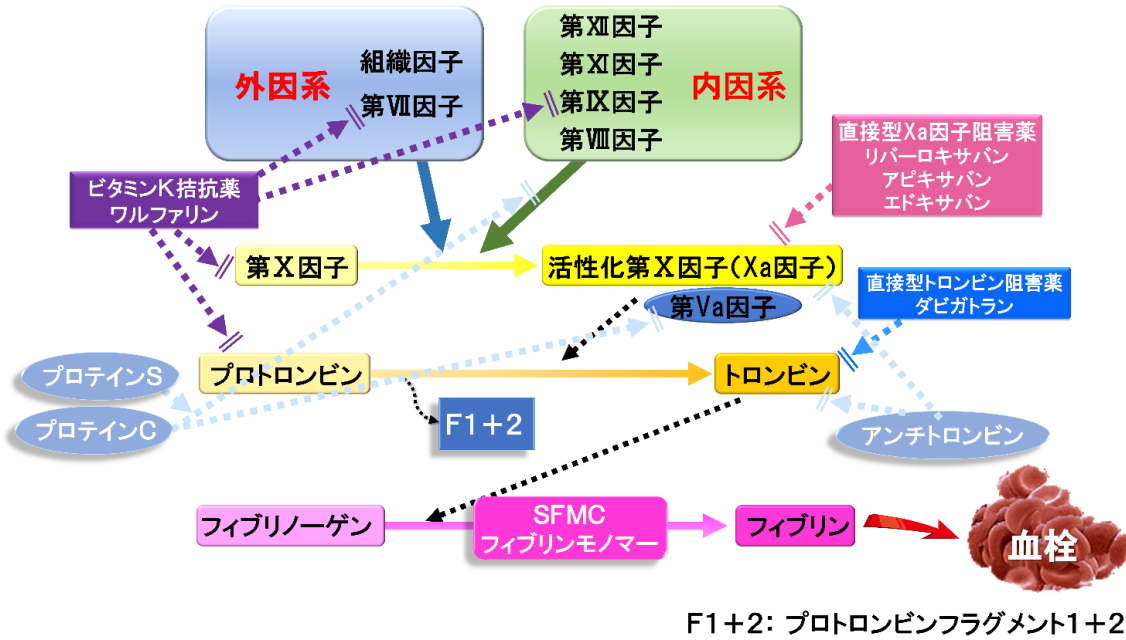 外因系
組織因子
第Ⅶ因子
第Ⅻ因子
第Ⅺ因子
第Ⅸ因子
第Ⅷ因子
内因系
直接型Xa因子阻害薬
リバーロキサバン
アピキサバン
エドキサバン
ビタミンK拮抗薬
ワルファリン
第Ⅹ因子
活性化第Ⅹ因子(Xa因子)
第Va因子
直接型トロンビン阻害薬
ダビガトラン
プロテインS
プロトロンビン
トロンビン
プロテインC
F1+2
アンチトロンビン
フィブリノーゲン
SFMC
フィブリンモノマー
フィブリン
血栓
F1+2: プロトロンビンフラグメント1+2